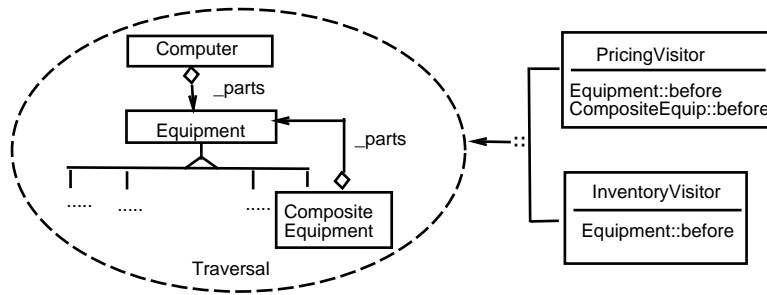 Computer
_parts
Equipment
_parts
.....
.....
.....
Composite
Equipment
Traversal
::
PricingVisitor
Equipment::before
CompositeEquip::before
InventoryVisitor
Equipment::before